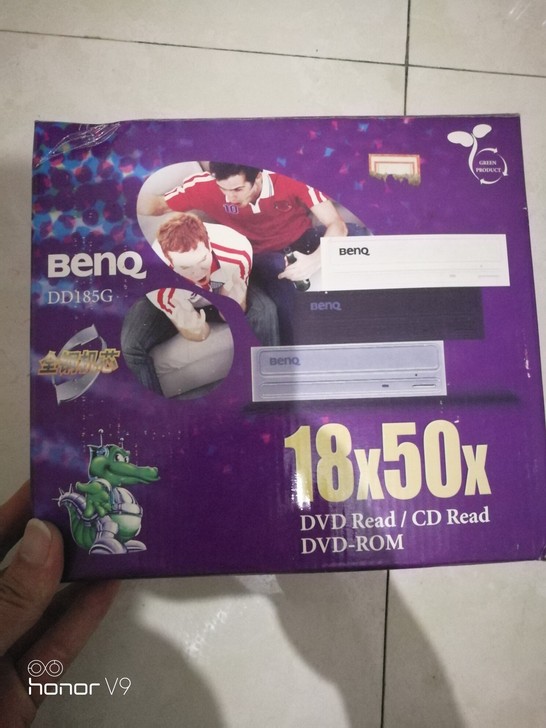 GREEN
PRODUCT
BenQ
DD185G
BenQ
BenQ
BenQ
全钢机芯
18x50x
DVD Read / CD Read
DVD-ROM
honor V9